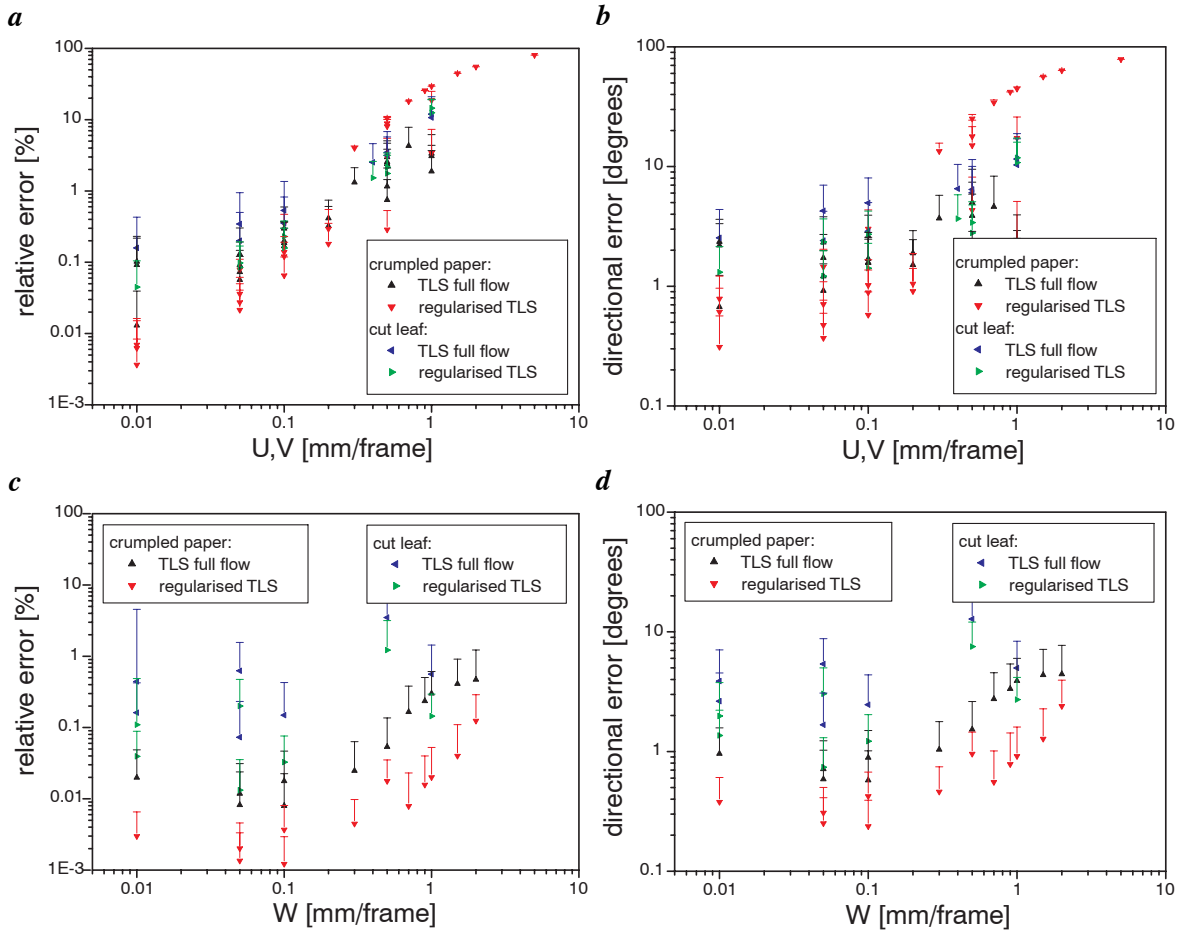 a
100
10
1
0.1
0.01
1E-3
relative error [%]
0.01
0.1
1
10
U,V [mm/frame]
crumpled paper:
TLS full flow
regularised TLS
cut leaf:
TLS full flow
regularised TLS
b
100
10
1
0.1
directional error [degrees]
0.01
0.1
1
10
U,V [mm/frame]
crumpled paper:
TLS full flow
regularised TLS
cut leaf:
TLS full flow
regularised TLS
c
100
10
1
0.1
0.01
1E-3
relative error [%]
0.01
0.1
1
10
W [mm/frame]
crumpled paper:
TLS full flow
regularised TLS
cut leaf:
TLS full flow
regularised TLS
d
100
10
1
0.1
directional error [degrees]
0.01
0.1
1
10
W [mm/frame]
crumpled paper:
TLS full flow
regularised TLS
cut leaf:
TLS full flow
regularised TLS